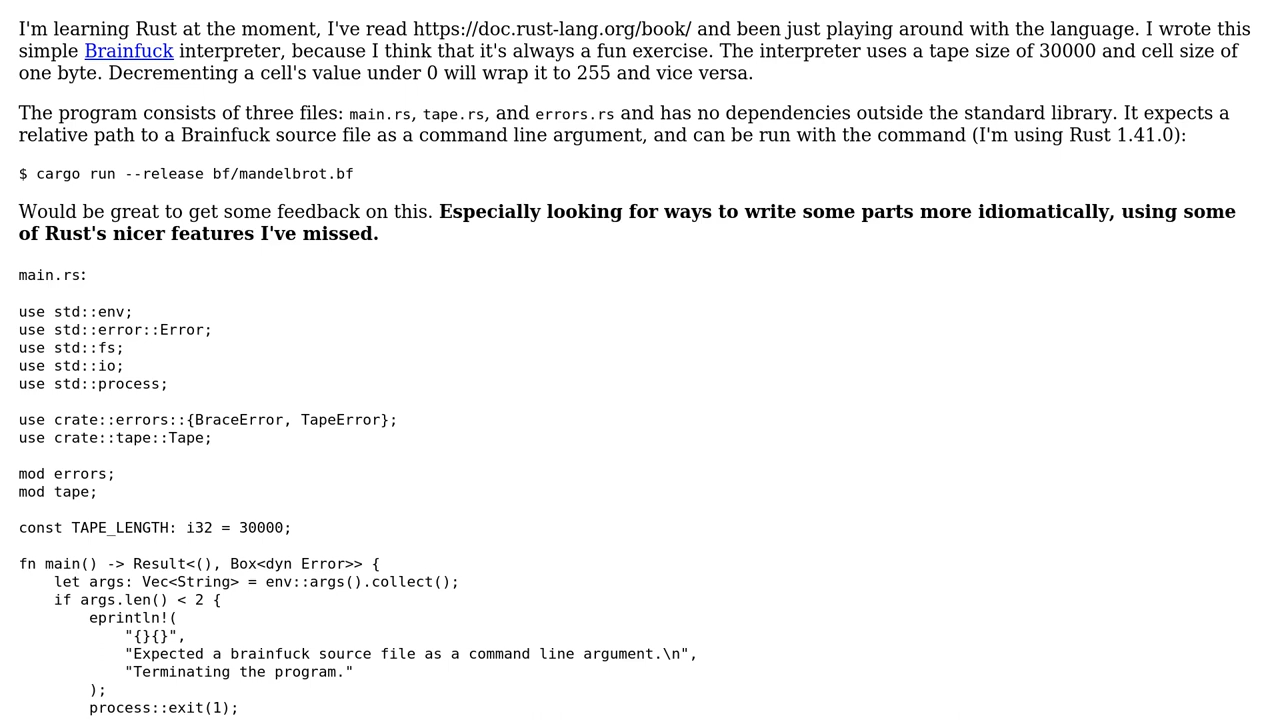 I'm learning Rust at the moment, I've read https://doc.rust-lang.org/book/ and been just playing around with the language. I wrote this
simple Brainfuck interpreter, because I think that it's always a fun exercise. The interpreter uses a tape size of 30000 and cell size of
one byte. Decrementing a cell's value under 0 will wrap it to 255 and vice versa.
The program consists of three files: main.rs, tape.rs, and errors.rs and has no dependencies outside the standard library. It expects a
relative path to a Brainfuck source file as a command line argument, and can be run with the command (I'm using Rust 1.41.0):
$ cargo run --release bf/mandelbrot.bf
Would be great to get some feedback on this. Especially looking for ways to write some parts more idiomatically, using some
of Rust's nicer features I've missed.
main.rs:
use std::env;
use std::error::Error;
use std::fs;
use std::io;
use std::process;
use crate::errors::{BraceError, TapeError};
use crate::tape::Tape;
mod errors;
mod tape;
const TAPE_LENGTH: i32 = 30000;
fn main() -> Result<(), Box<dyn Error>> {
    let args: Vec<String> = env::args().collect();
    if args.len() < 2 {
        eprintln!(
            "{}{}",
            "Expected a brainfuck source file as a command line argument.\n",
            "Terminating the program."
        );
        process::exit(1);